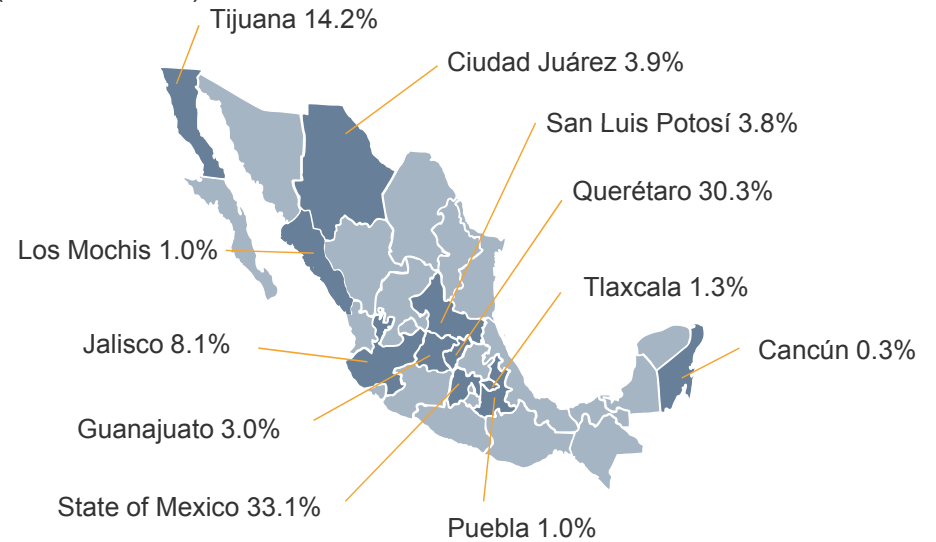 Tijuana 14.2%
Ciudad Juárez 3.9%
San Luis Potosí 3.8%
Querétaro 30.3%
Los Mochis 1.0%
Tlaxcala 1.3%
Jalisco 8.1%
Cancún 0.3%
Guanajuato 3.0%
State of Mexico 33.1%
Puebla 1.0%